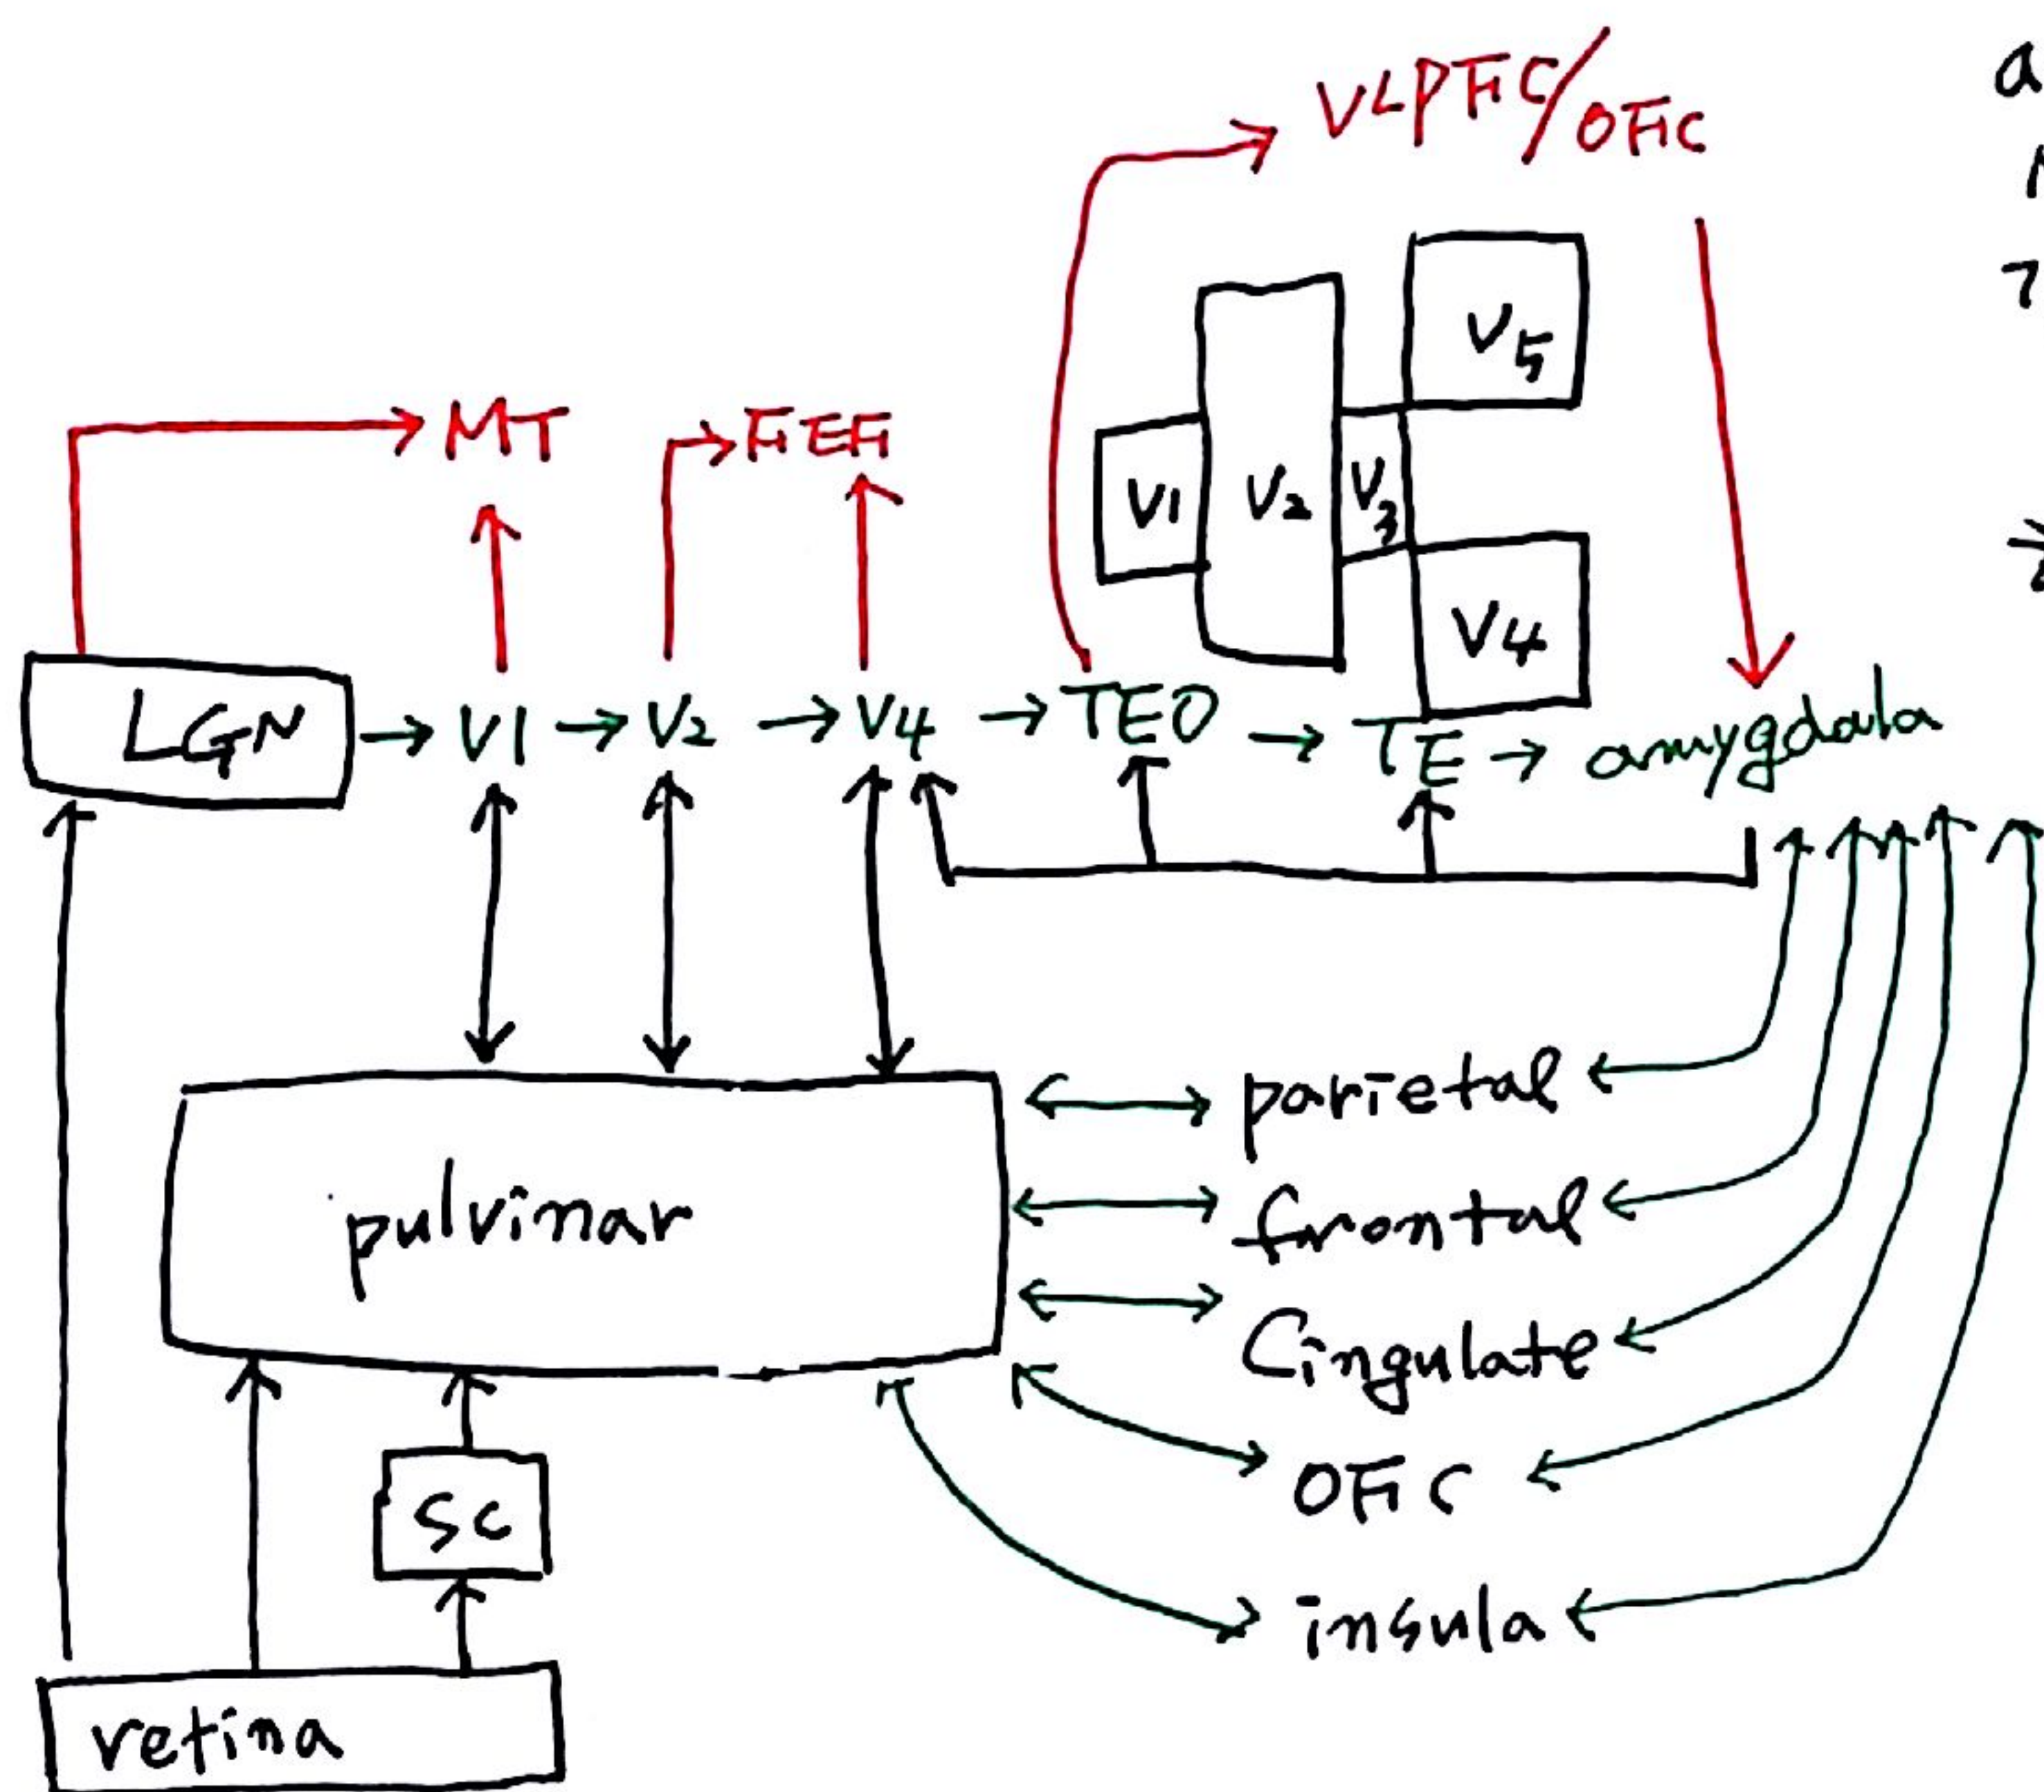 VLPFC/OFC
V5
MT
FEF
V1
V2
V3
V4
LGN → V1 → V2 → V4 → TEO → TE → amygdala
parietal
pulvinar
frontal
Cingulate
OFC
SC
insula
retina